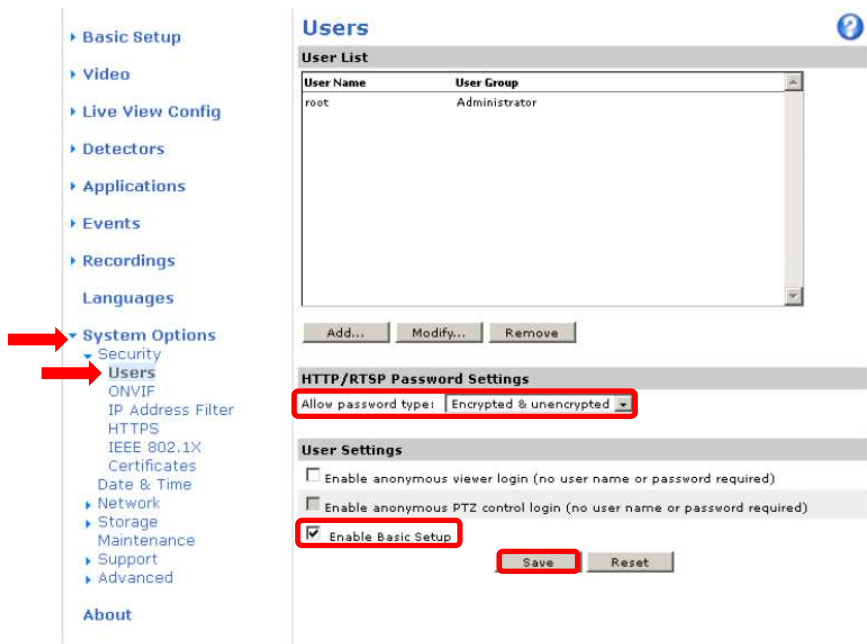 Basic Setup
Video
Live View Config
Detectors
Applications
Events
Recordings
Languages
System Options
Security
Users
ONVIF
IP Address Filter
HTTPS
IEEE 802.1X
Certificates
Date & Time
Network
Storage
Maintenance
Support
Advanced
About
Users
?
User List
User Name User Group
root Administrator
Add... Modify... Remove
HTTP/RTSP Password Settings
Allow password type: Encrypted & unencrypted
User Settings
Enable anonymous viewer login (no user name or password required)
Enable anonymous PTZ control login (no user name or password required)
Enable Basic Setup
Save Reset